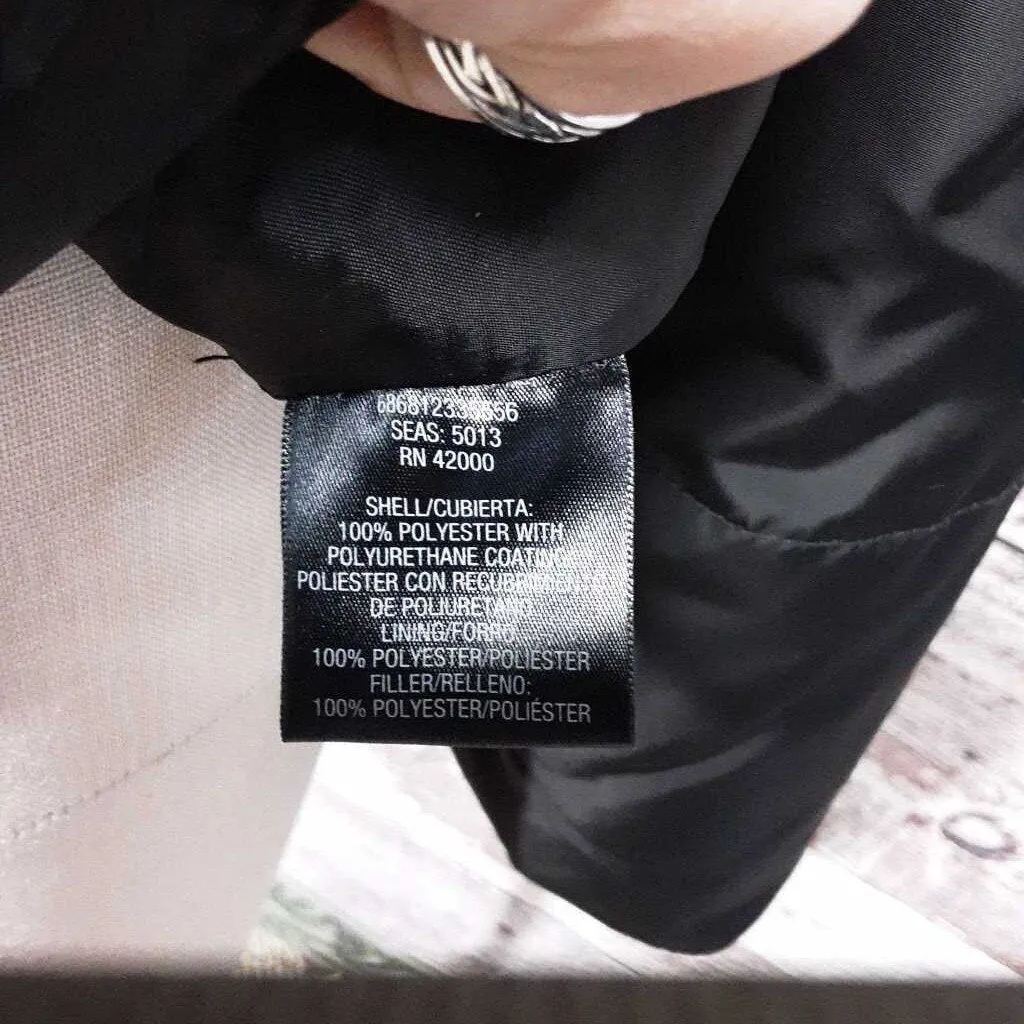 SEAS: 5013
RN 42000
SHELL/CUBIERTA:
100% POLYESTER WITH
POLYURETHANE COATING
POLIESTER CON
DE POLIURETANO
LINING/FORRO:
100% POLYESTER/POLIESTER
FILLER/RELLENO:
100% POLYESTER/POLIÉSTER